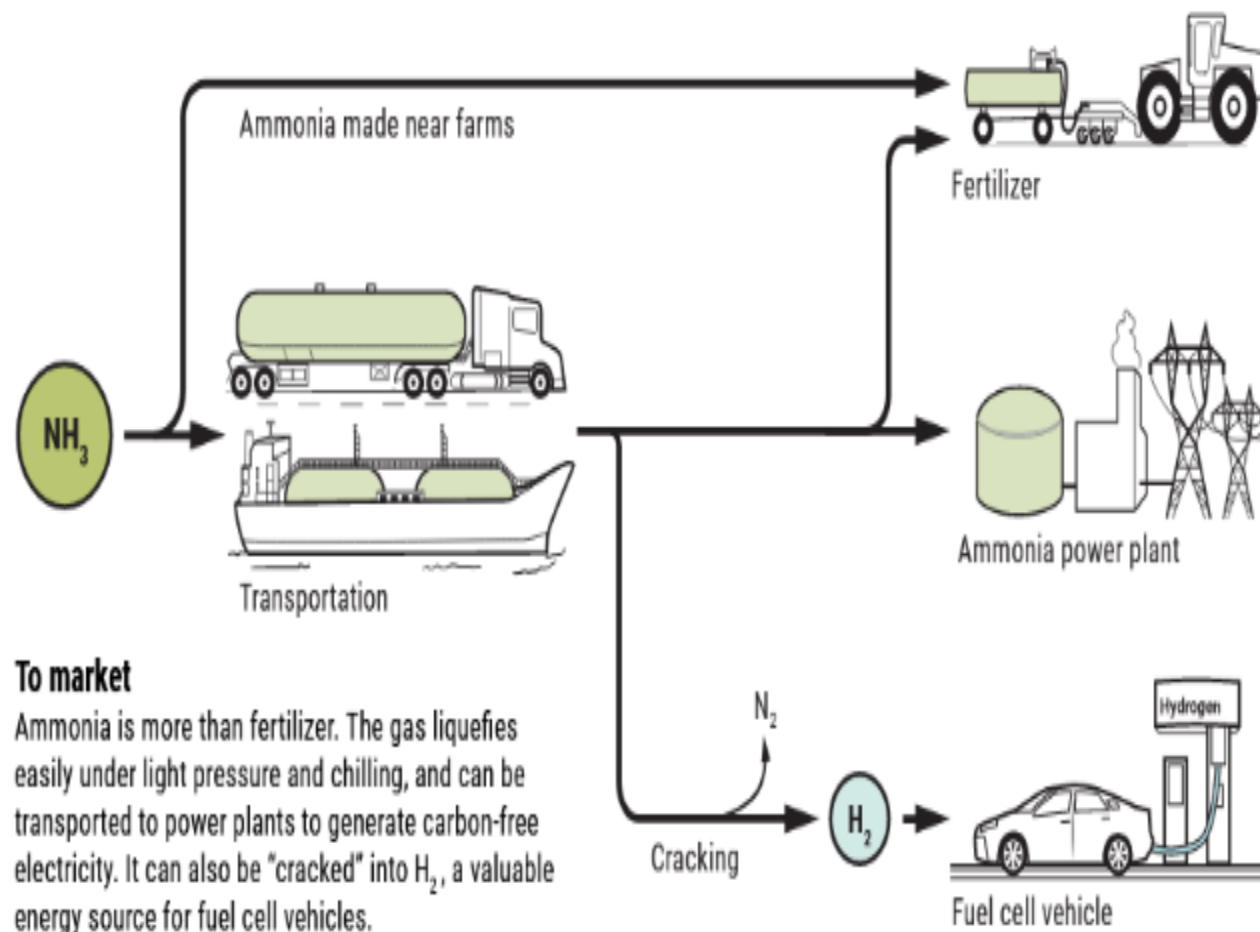 Ammonia made near farms
Fertilizer
NH₃
Transportation
Ammonia power plant
To market
Ammonia is more than fertilizer. The gas liquefies
easily under light pressure and chilling, and can be
transported to power plants to generate carbon-free
electricity. It can also be “cracked” into H₂, a valuable
energy source for fuel cell vehicles.
N₂
Cracking
H₂
Hydrogen
Fuel cell vehicle